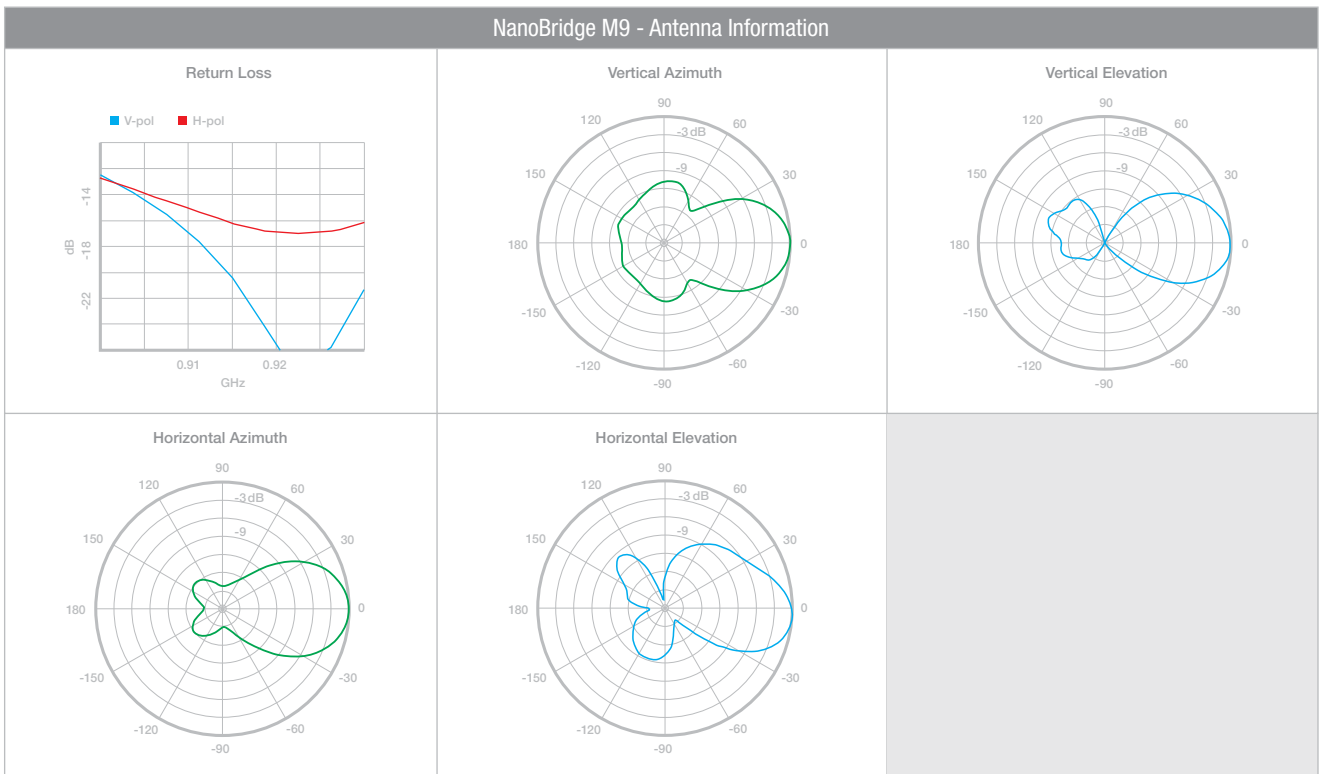 NanoBridge M9 - Antenna Information
Return Loss
V-pol H-pol
-14
-18
-22
dB
0.91 0.92
GHz
Vertical Azimuth
90
120 60
-3 dB
-9
150 30
180 0
-150 -30
-120 -60
-90
Vertical Elevation
90
120 60
-3 dB
-9
150 30
180 0
-150 -30
-120 -60
-90
Horizontal Azimuth
90
120 60
-3 dB
-9
150 30
180 0
-150 -30
-120 -60
-90
Horizontal Elevation
90
120 60
-3 dB
-9
150 30
180 0
-150 -30
-120 -60
-90